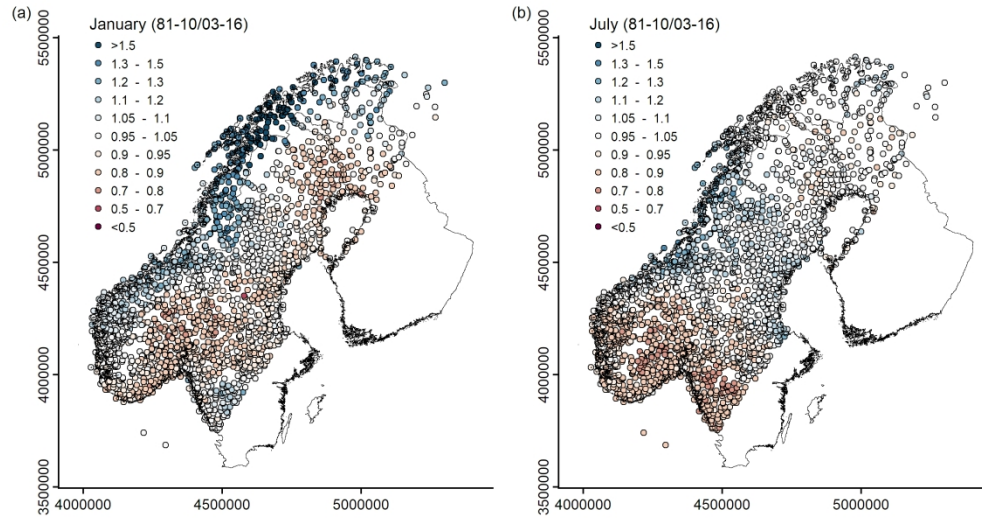 (a)
January (81-10/03-16)
>1.5
1.3 - 1.5
1.2 - 1.3
1.1 - 1.2
1.05 - 1.1
0.95 - 1.05
0.9 - 0.95
0.8 - 0.9
0.7 - 0.8
0.5 - 0.7
<0.5
5500000
5000000
4500000
4000000
3500000
4000000 4500000 5000000
(b)
July (81-10/03-16)
>1.5
1.3 - 1.5
1.2 - 1.3
1.1 - 1.2
1.05 - 1.1
0.95 - 1.05
0.9 - 0.95
0.8 - 0.9
0.7 - 0.8
0.5 - 0.7
<0.5
5500000
5000000
4500000
4000000
3500000
4000000 4500000 5000000